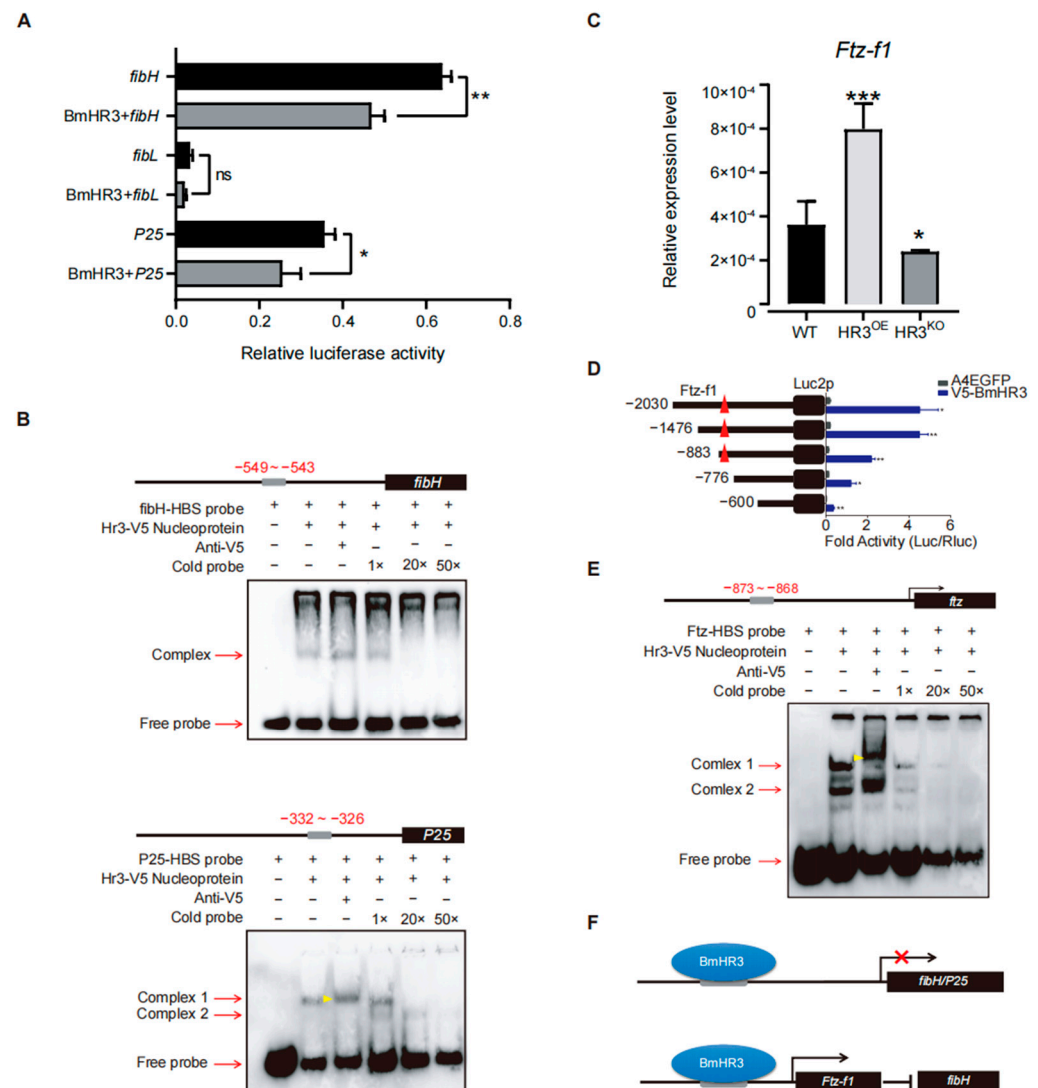 A
fibH
BmHR3+fibH
fibL
BmHR3+fibL
P25
BmHR3+P25
**
ns
*
0.0 0.2 0.4 0.6 0.8
Relative luciferase activity
B
−549~ −543
fibH
fibH-HBS probe + + + + + +
Hr3-V5 Nucleoprotein − + + + + +
Anti-V5 − − + − − −
Cold probe − − − 1× 20× 50×
Complex
Free probe
−332 ~ −326
P25
P25-HBS probe + + + + + +
Hr3-V5 Nucleoprotein − + + + + +
Anti-V5 − − + − − −
Cold probe − − − 1× 20× 50×
Complex 1
Complex 2
Free probe
C
Ftz-f1
Relative expression level
10×10⁻⁴
8×10⁻⁴
6×10⁻⁴
4×10⁻⁴
2×10⁻⁴
0
***
*
WT HR3ᴼᴱ HR3ᴷᴼ
D
Ftz-f1 Luc2p
A4EGFP
V5-BmHR3
−2030 *
−1476 **
−883 **
−776 *
−600 **
0 2 4 6
Fold Activity (Luc/Rluc)
E
−873 ~ −868
ftz
Ftz-HBS probe + + + + + +
Hr3-V5 Nucleoprotein − + + + + +
Anti-V5 − − + − − −
Cold probe − − − 1× 20× 50×
Comlex 1
Comlex 2
Free probe
F
BmHR3
fibH/P25
BmHR3
Ftz-f1 fibH